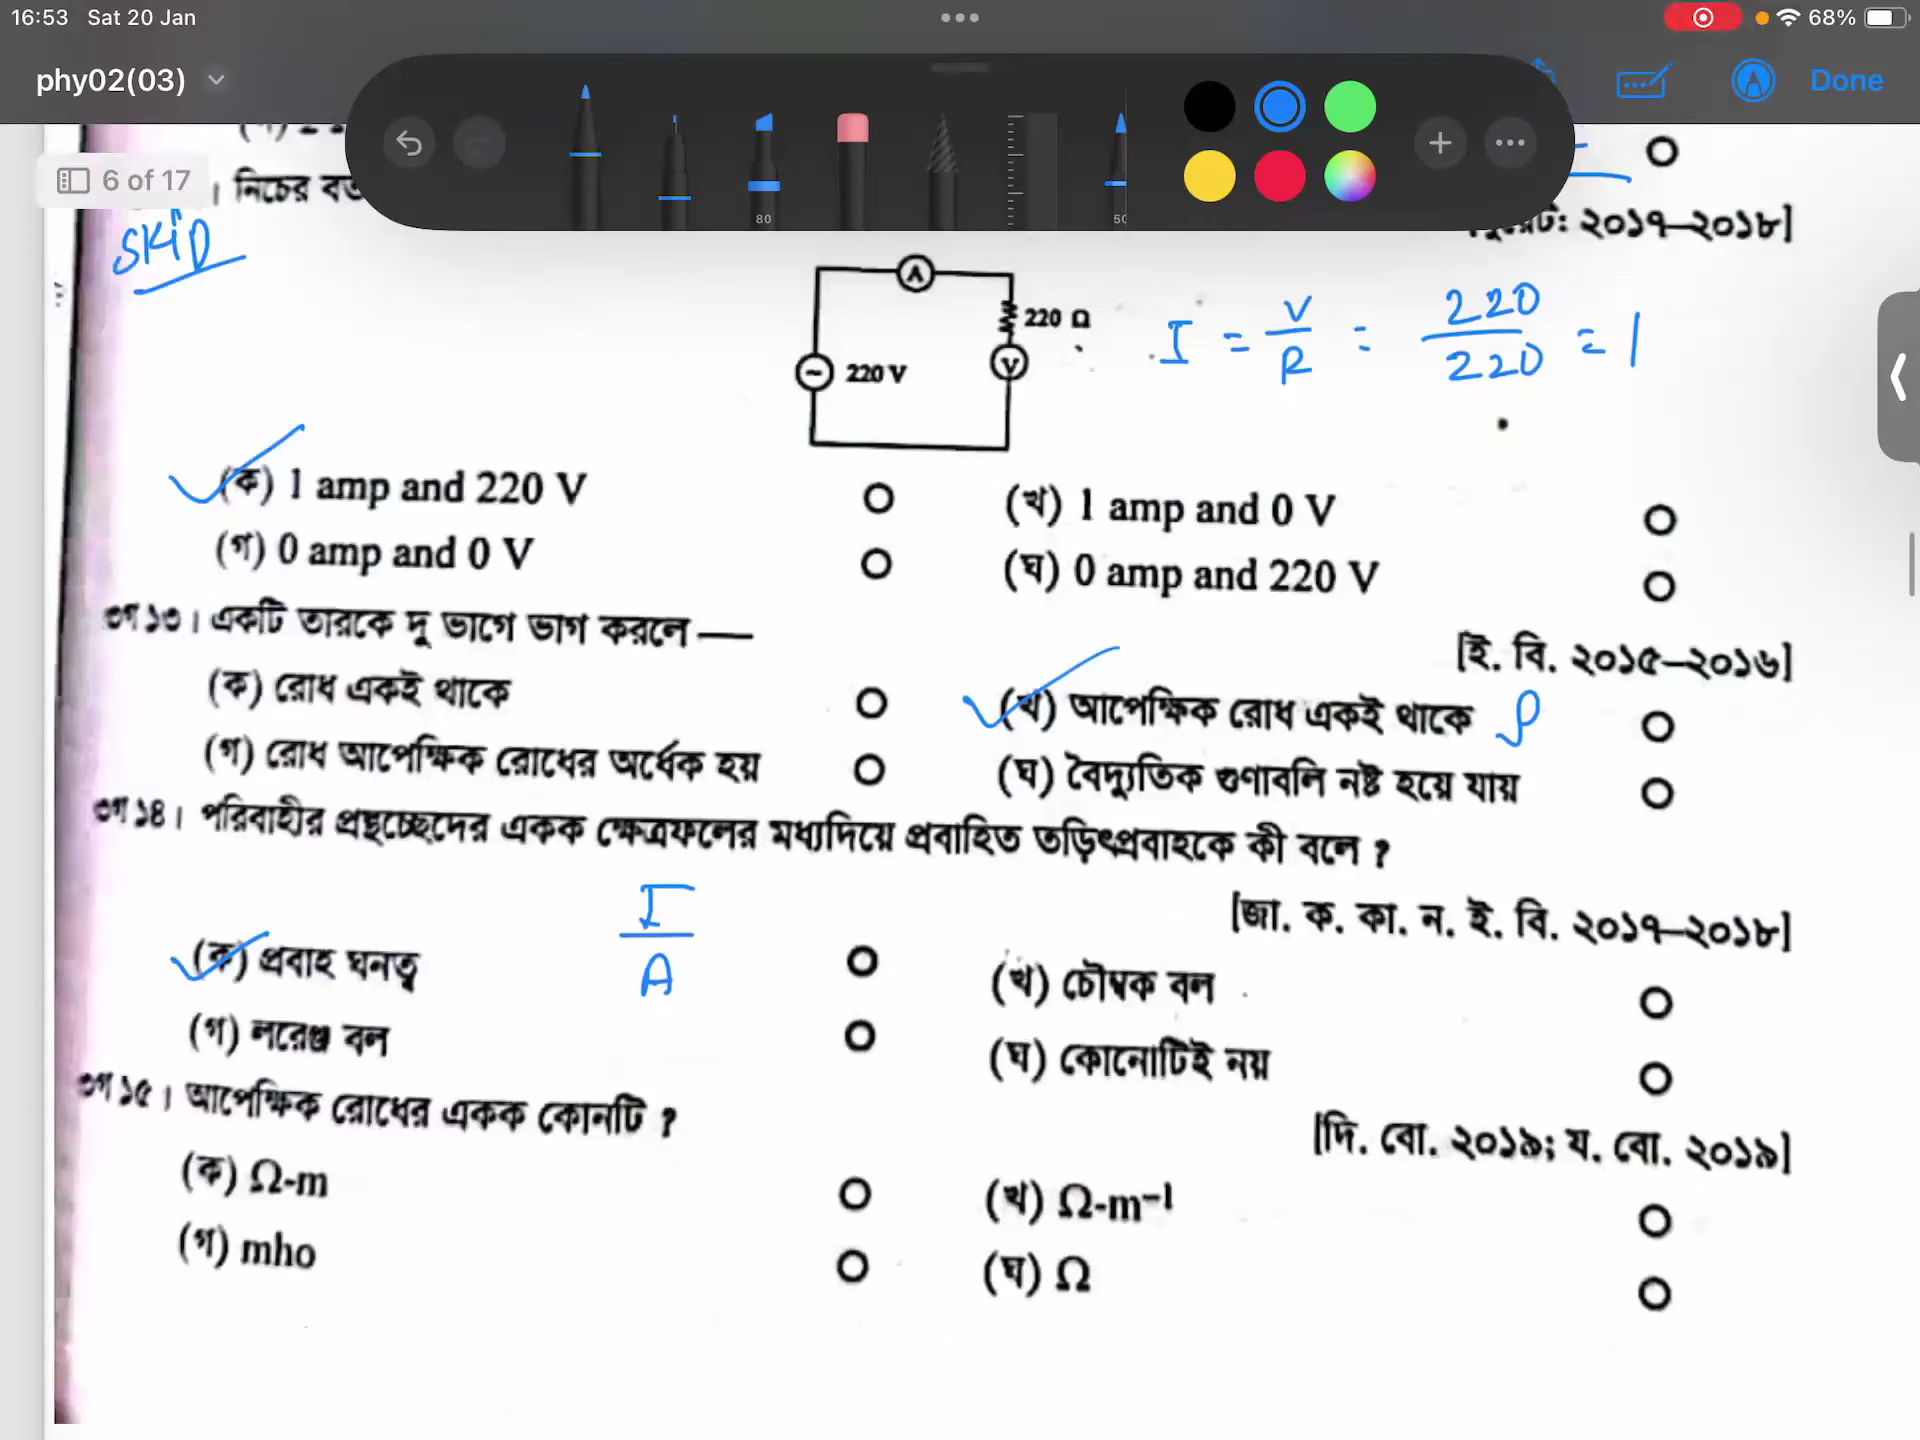 16:53 Sat 20 Jan
68%
phy02(03)
Done
80
50
6 of 17
। নিচের
২০১৭–২০১৮]
SKIP
A
220 Ω
V
220 V
I = V/R = 220/220 = 1
(ক) 1 amp and 220 V
(খ) 1 amp and 0 V
(গ) 0 amp and 0 V
(ঘ) 0 amp and 220 V
১৩। একটি তারকে দু ভাগে ভাগ করলে —
[ই. বি. ২০১৫–২০১৬]
(ক) রোধ একই থাকে
(খ) আপেক্ষিক রোধ একই থাকে ρ
(গ) রোধ আপেক্ষিক রোধের অর্ধেক হয়
(ঘ) বৈদ্যুতিক গুণাবলি নষ্ট হয়ে যায়
১৪। পরিবাহীর প্রস্থচ্ছেদের একক ক্ষেত্রফলের মধ্যদিয়ে প্রবাহিত তড়িৎপ্রবাহকে কী বলে ?
[জা. ক. কা. ন. ই. বি. ২০১৭–২০১৮]
I/A
(ক) প্রবাহ ঘনত্ব
(খ) চৌম্বক বল
(গ) লরেঞ্জ বল
(ঘ) কোনোটিই নয়
১৫। আপেক্ষিক রোধের একক কোনটি ?
[দি. বো. ২০১৯; য. বো. ২০১৯]
(ক) Ω-m
(খ) Ω-m⁻¹
(গ) mho
(ঘ) Ω